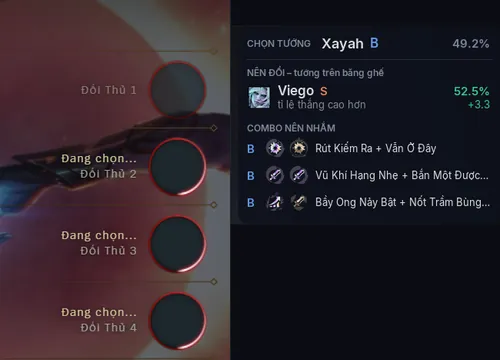 Đối Thủ 1
Đang chọn...
Đối Thủ 2
Đang chọn...
Đối Thủ 3
Đang chọn...
Đối Thủ 4
CHỌN TƯỚNG Xayah B 49.2%
NÊN ĐỔI – tướng trên băng ghế
Viego S 52.5%
tỉ lệ thắng cao hơn +3.3
COMBO NÊN NHẮM
B Rút Kiếm Ra + Vẫn Ở Đây
B Vũ Khí Hạng Nhẹ + Bắn Một Được...
B Bầy Ong Nảy Bật + Nốt Trầm Bùng...